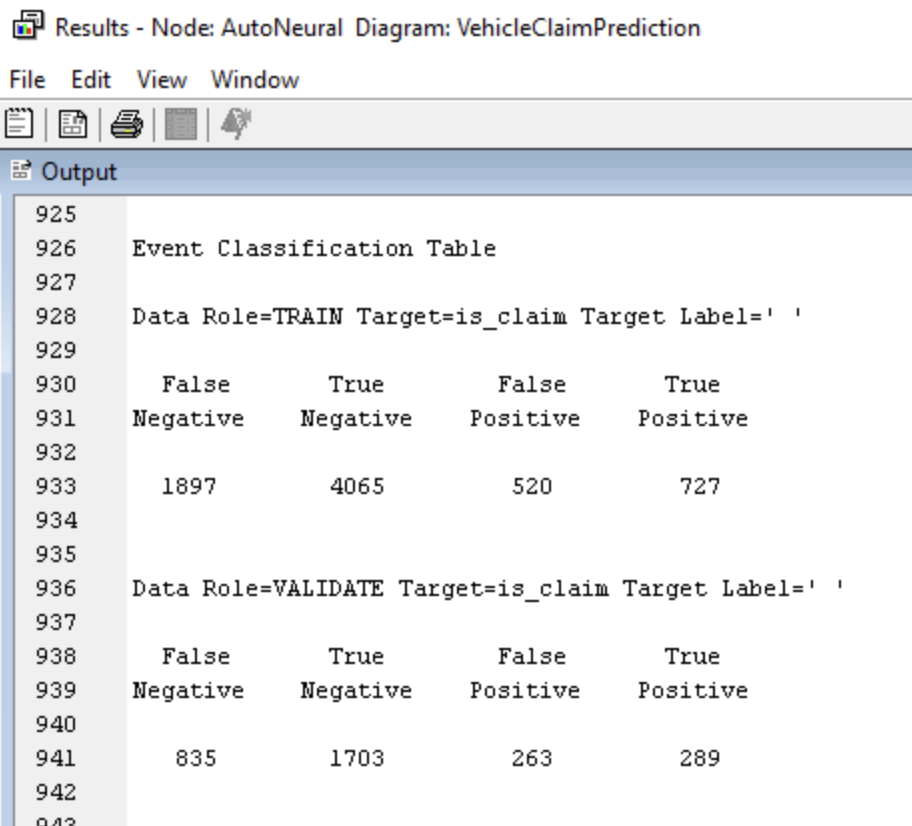 Results - Node: AutoNeural Diagram: VehicleClaimPrediction
File Edit View Window
Output
925
926 Event Classification Table
927
928 Data Role=TRAIN Target=is_claim Target Label=' '
929
930 False True False True
931 Negative Negative Positive Positive
932
933 1897 4065 520 727
934
935
936 Data Role=VALIDATE Target=is_claim Target Label=' '
937
938 False True False True
939 Negative Negative Positive Positive
940
941 835 1703 263 289
942
943